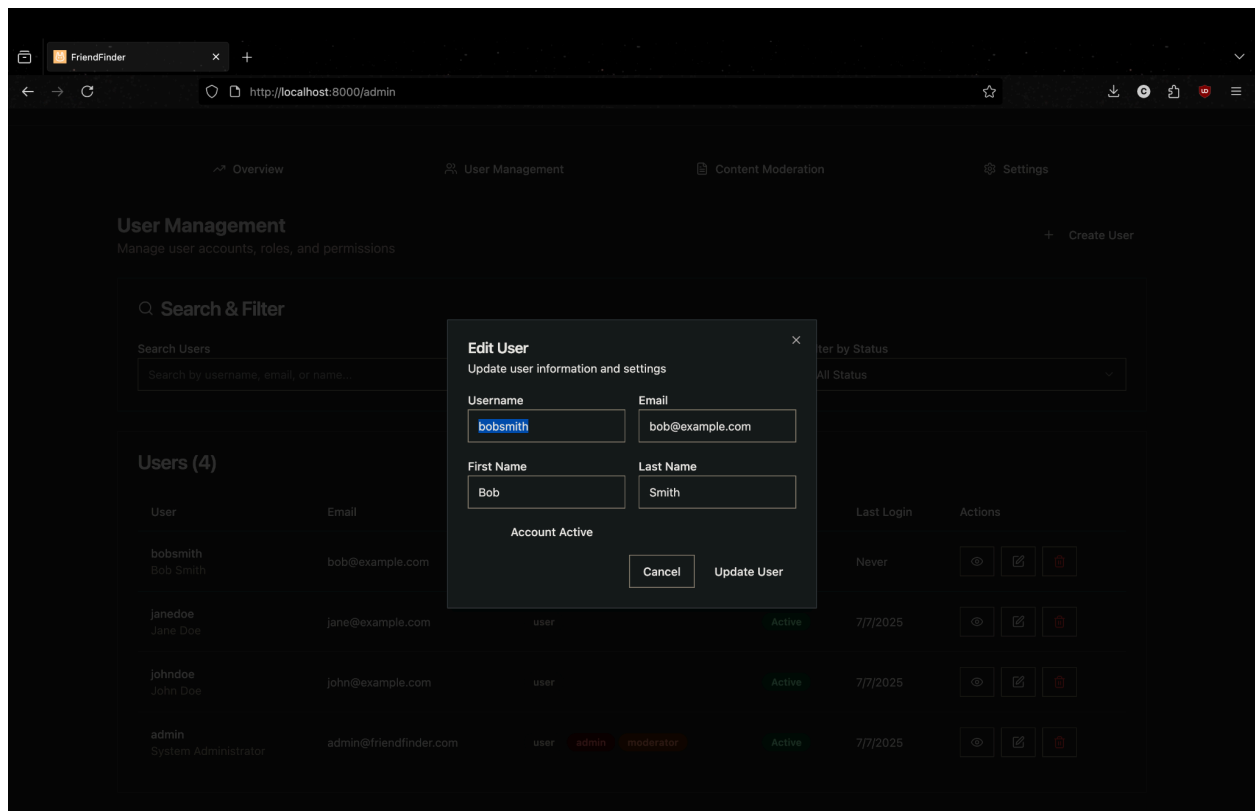 FriendFinder
http://localhost:8000/admin
Overview
User Management
Content Moderation
Settings
User Management
Manage user accounts, roles, and permissions
Create User
Search & Filter
Search Users
Search by username, email, or name...
ter by Status
All Status
Edit User
Update user information and settings
Username
Email
bobsmith
bob@example.com
First Name
Last Name
Bob
Smith
Account Active
Cancel
Update User
Users (4)
User
Email
Last Login
Actions
bobsmith
Bob Smith
bob@example.com
Never
janedoe
Jane Doe
jane@example.com
user
Active
7/7/2025
johndoe
John Doe
john@example.com
user
Active
7/7/2025
admin
System Administrator
admin@friendfinder.com
user
admin
moderator
Active
7/7/2025